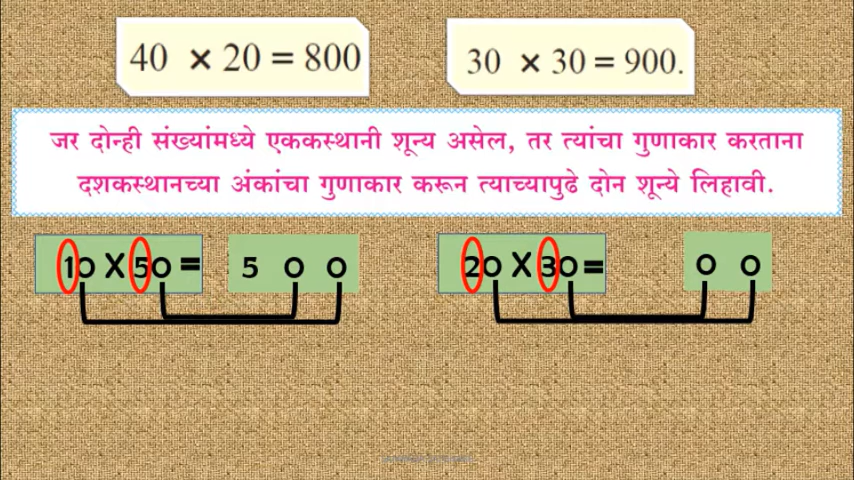 40 × 20 = 800
30 × 30 = 900.
जर दोन्ही संख्यांमध्ये एककस्थानी शून्य असेल, तर त्यांचा गुणाकार करताना
दशकस्थानच्या अंकांचा गुणाकार करून त्याच्यापुढे दोन शून्ये लिहावी.
10 X 50 = 5 0 0
20 X 30 = 0 0